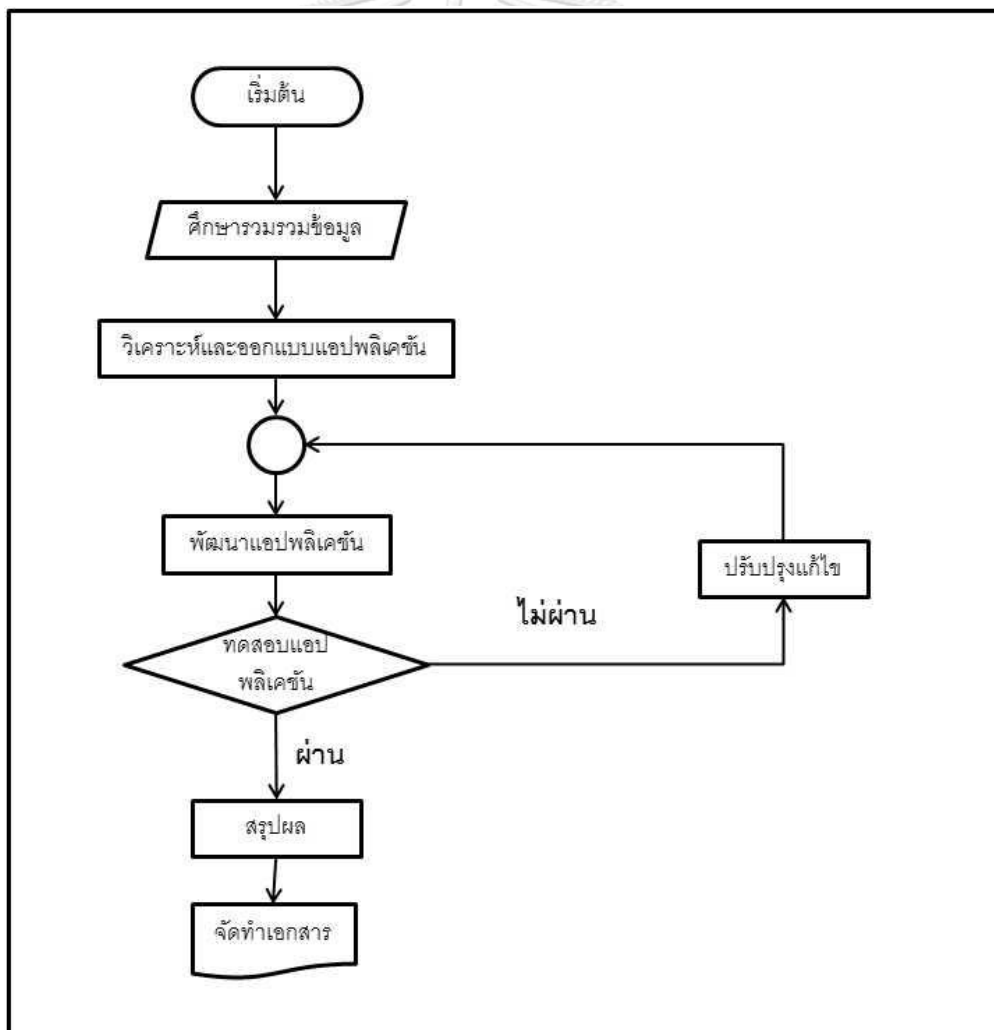 เริ่มต้น
ศึกษารวมรวมข้อมูล
วิเคราะห์และออกแบบแอปพลิเคชัน
พัฒนาแอปพลิเคชัน
ปรับปรุงแก้ไข
ไม่ผ่าน
ทดสอบแอป
พลิเคชัน
ผ่าน
สรุปผล
จัดทำเอกสาร